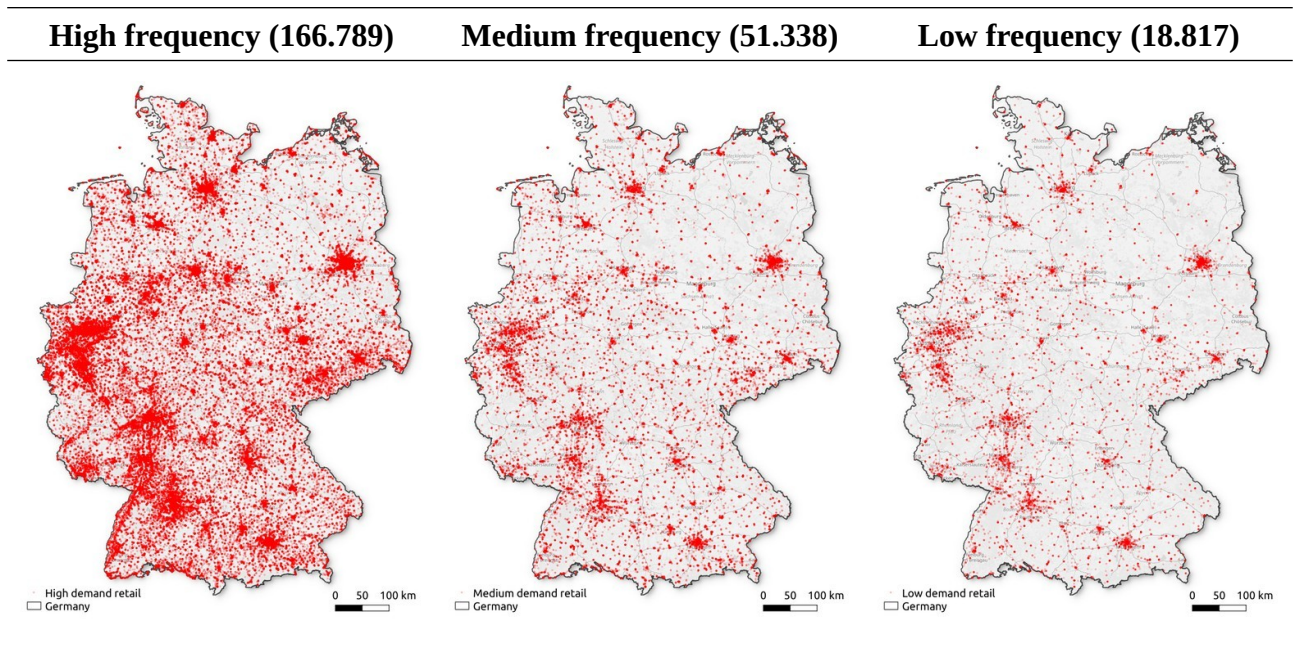 High frequency (166.789) Medium frequency (51.338) Low frequency (18.817)
High demand retail
Germany
0 50 100 km
Medium demand retail
Germany
0 50 100 km
Low demand retail
Germany
0 50 100 km